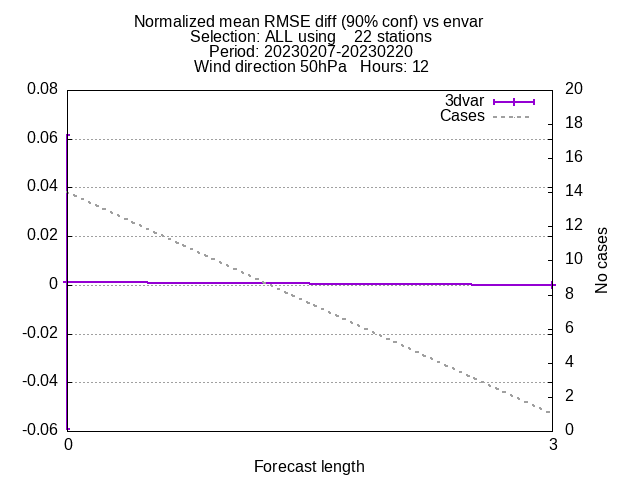 Normalized mean RMSE diff (90% conf) vs envar
Selection: ALL using    22 stations
Period: 20230207-20230220
Wind direction 50hPa   Hours: 12
3dvar
Cases
0.08
0.06
0.04
0.02
0
-0.02
-0.04
-0.06
20
18
16
14
12
10
8
6
4
2
0
No cases
0
3
Forecast length